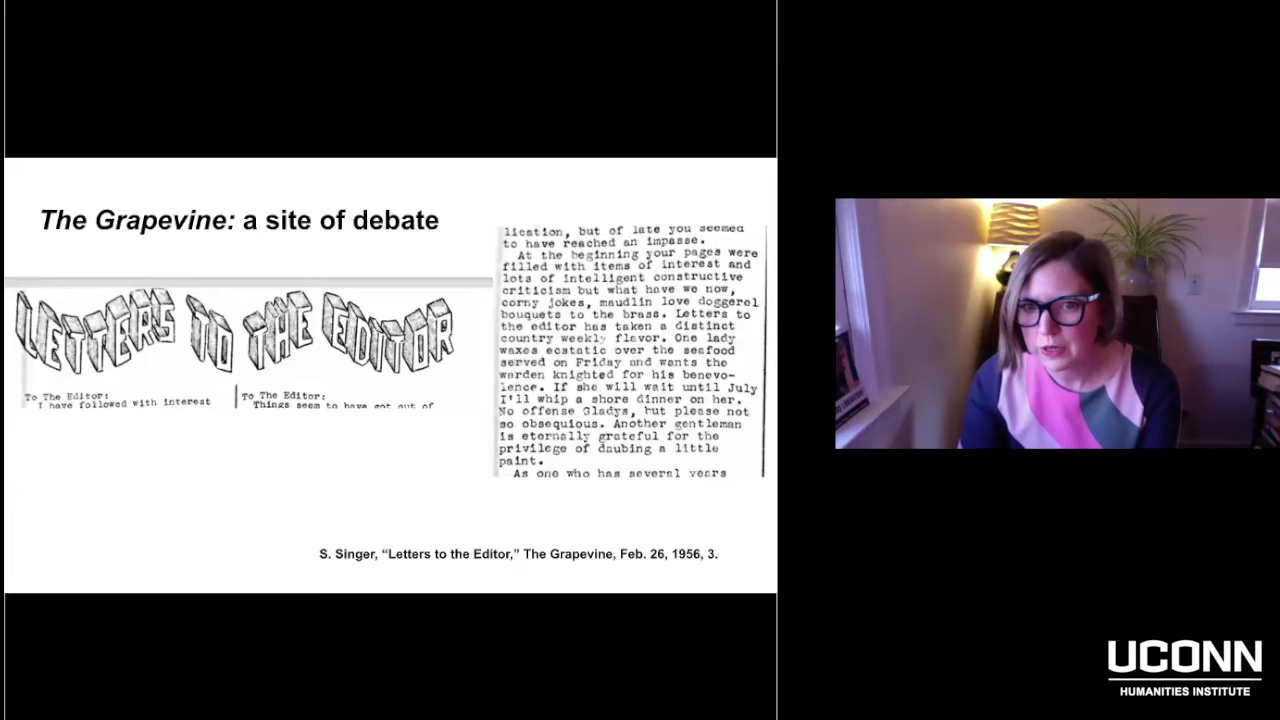 The Grapevine: a site of debate
LETTERS TO THE EDITOR
To The Editor:
I have followed with interest
To The Editor:
Things seem to have got out of
lication, but of late you seemed
to have reached an impasse.
At the beginning your pages were
filled with items of interest and
lots of intelligent constructive
criticism but what have we now,
corny jokes, maudlin love doggerel
bouquets to the brass. Letters to
the editor has taken a distinct
country weekly flavor. One lady
waxes ecstatic over the seafood
served on Friday and wants the
warden knighted for his benevo-
lence. If she will wait until July
I'll whip a shore dinner on her.
No offense Gladys, but please not
so obsequious. Another gentleman
is eternally grateful for the
privilege of daubing a little
paint.
As one who has several years
S. Singer, “Letters to the Editor,” The Grapevine, Feb. 26, 1956, 3.
UCONN
HUMANITIES INSTITUTE